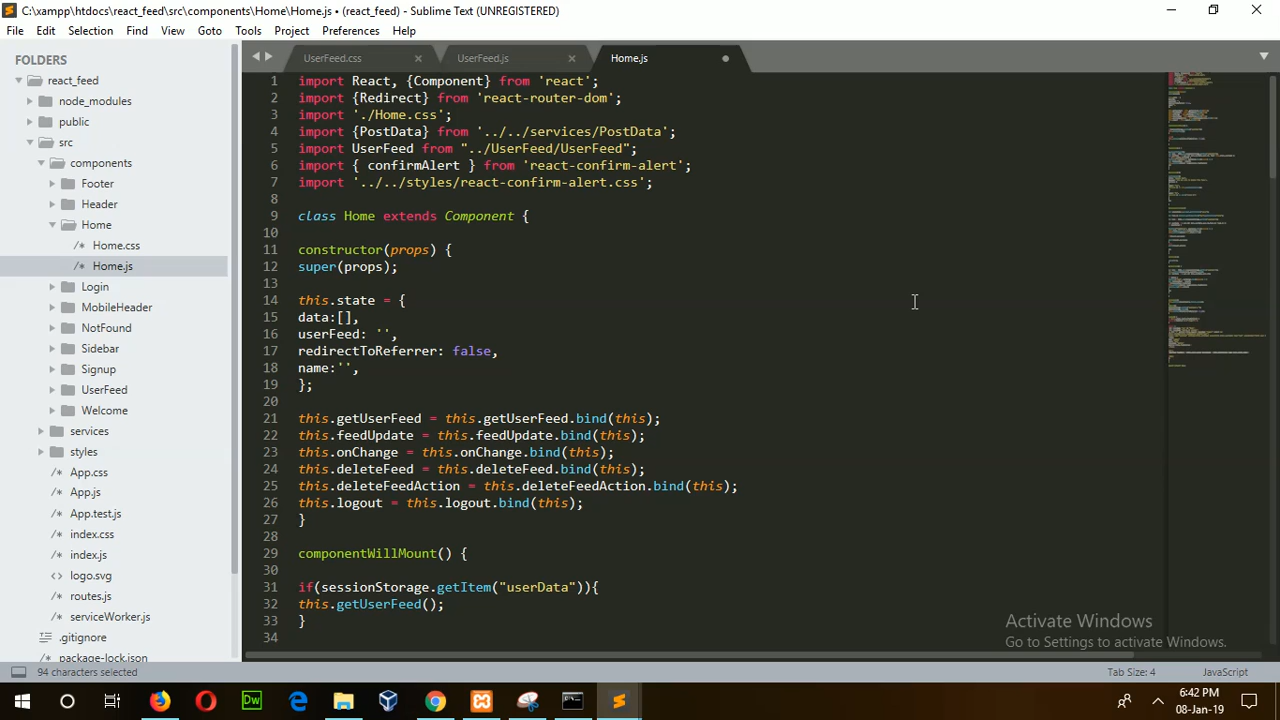 C:\xampp\htdocs\react_feed\src\components\Home\Home.js • (react_feed) - Sublime Text (UNREGISTERED)
File Edit Selection Find View Goto Tools Project Preferences Help
FOLDERS
react_feed
node_modules
public
src
components
Footer
Header
Home
/* Home.css
/* Home.js
Login
MobileHeader
NotFound
Sidebar
Signup
UserFeed
Welcome
services
styles
/* App.css
/* App.js
/* App.test.js
/* index.css
/* index.js
<> logo.svg
/* routes.js
/* serviceWorker.js
.gitignore
package-lock.json
UserFeed.css UserFeed.js Home.js
1 import React, {Component} from 'react';
2 import {Redirect} from 'react-router-dom';
3 import './Home.css';
4 import {PostData} from '../../services/PostData';
5 import UserFeed from "../UserFeed/UserFeed";
6 import { confirmAlert } from 'react-confirm-alert';
7 import '../../styles/react-confirm-alert.css';
8
9 class Home extends Component {
10
11 constructor(props) {
12 super(props);
13
14 this.state = {
15 data:[],
16 userFeed: '',
17 redirectToReferrer: false,
18 name:'',
19 };
20
21 this.getUserFeed = this.getUserFeed.bind(this);
22 this.feedUpdate = this.feedUpdate.bind(this);
23 this.onChange = this.onChange.bind(this);
24 this.deleteFeed = this.deleteFeed.bind(this);
25 this.deleteFeedAction = this.deleteFeedAction.bind(this);
26 this.logout = this.logout.bind(this);
27 }
28
29 componentWillMount() {
30
31 if(sessionStorage.getItem("userData")){
32 this.getUserFeed();
33 }
34
Activate Windows
Go to Settings to activate Windows.
94 characters selected Tab Size: 4 JavaScript
Dw
6:42 PM
08-Jan-19